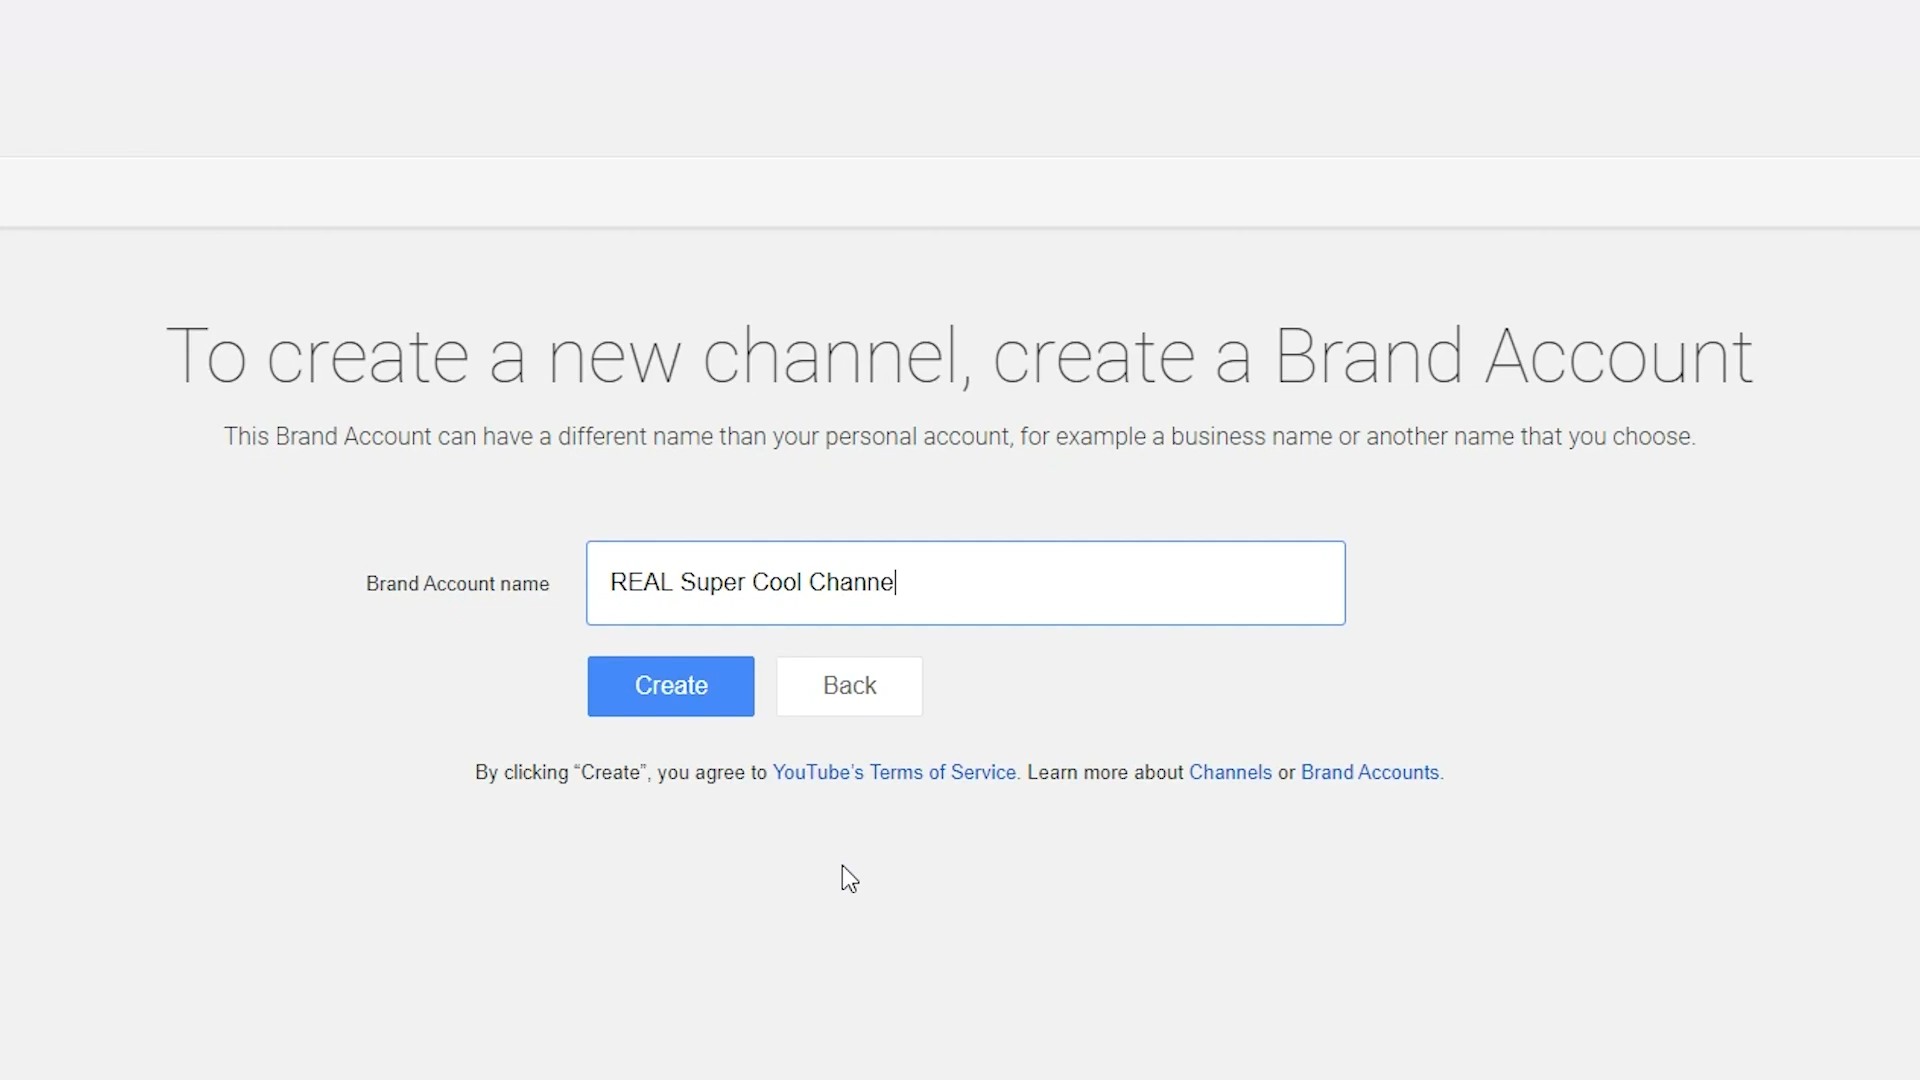 To create a new channel, create a Brand Account
This Brand Account can have a different name than your personal account, for example a business name or another name that you choose.
Brand Account name
REAL Super Cool Channe
Create Back
By clicking “Create”, you agree to YouTube’s Terms of Service. Learn more about Channels or Brand Accounts.